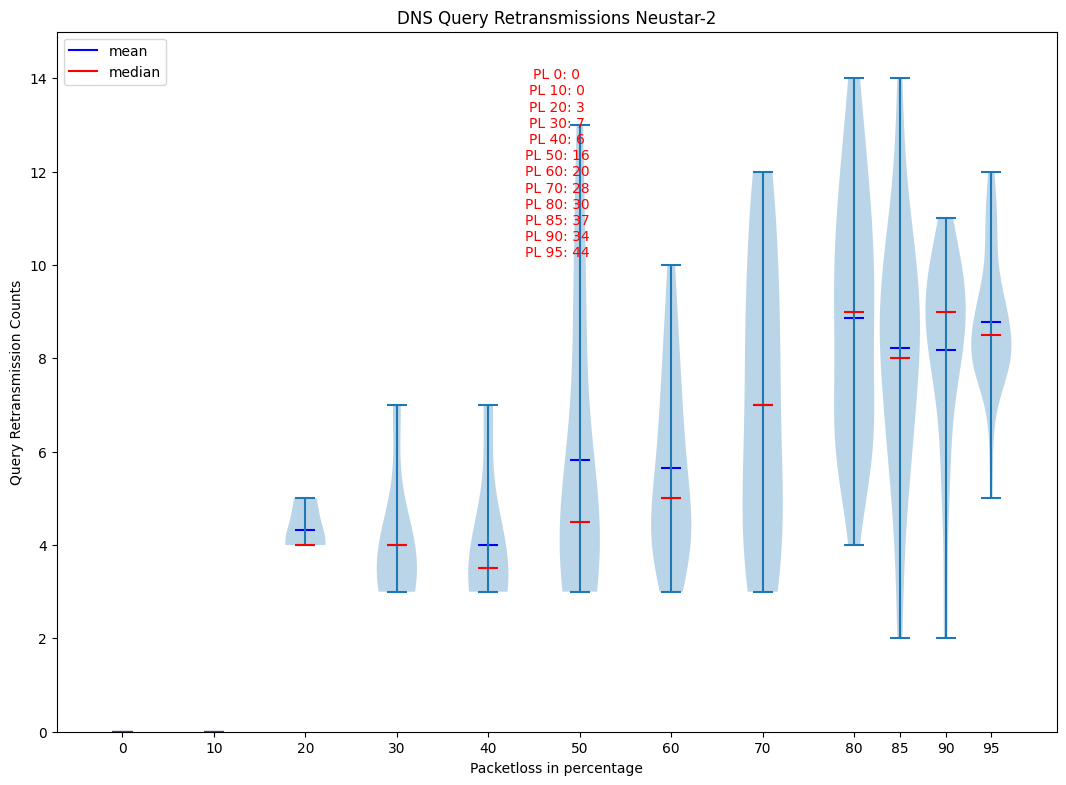 DNS Query Retransmissions Neustar-2
mean
median
PL 0: 0
PL 10: 0
PL 20: 3
PL 30: 7
PL 40: 6
PL 50: 16
PL 60: 20
PL 70: 28
PL 80: 30
PL 85: 37
PL 90: 34
PL 95: 44
Query Retransmission Counts
14
12
10
8
6
4
2
0
0 10 20 30 40 50 60 70 80 85 90 95
Packetloss in percentage